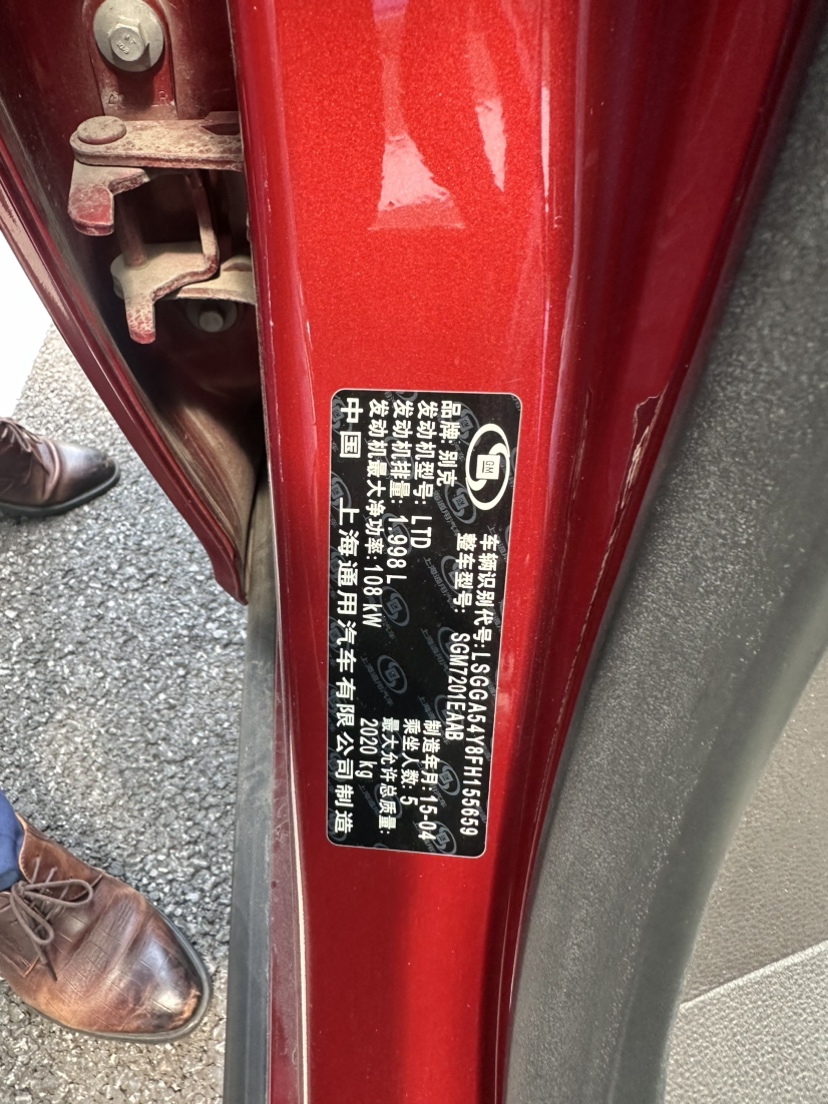 GM
车辆识别代号:LSGGA54Y8FH155659
整车型号: SGM7201EAAB
品牌: 别克
发动机型号: LTD
制造年月: 15-04
发动机排量: 1.998 L
乘坐人数: 5
发动机最大净功率: 108 kW
最大允许总质量:
2020 kg
中国 上海通用汽车有限公司制造